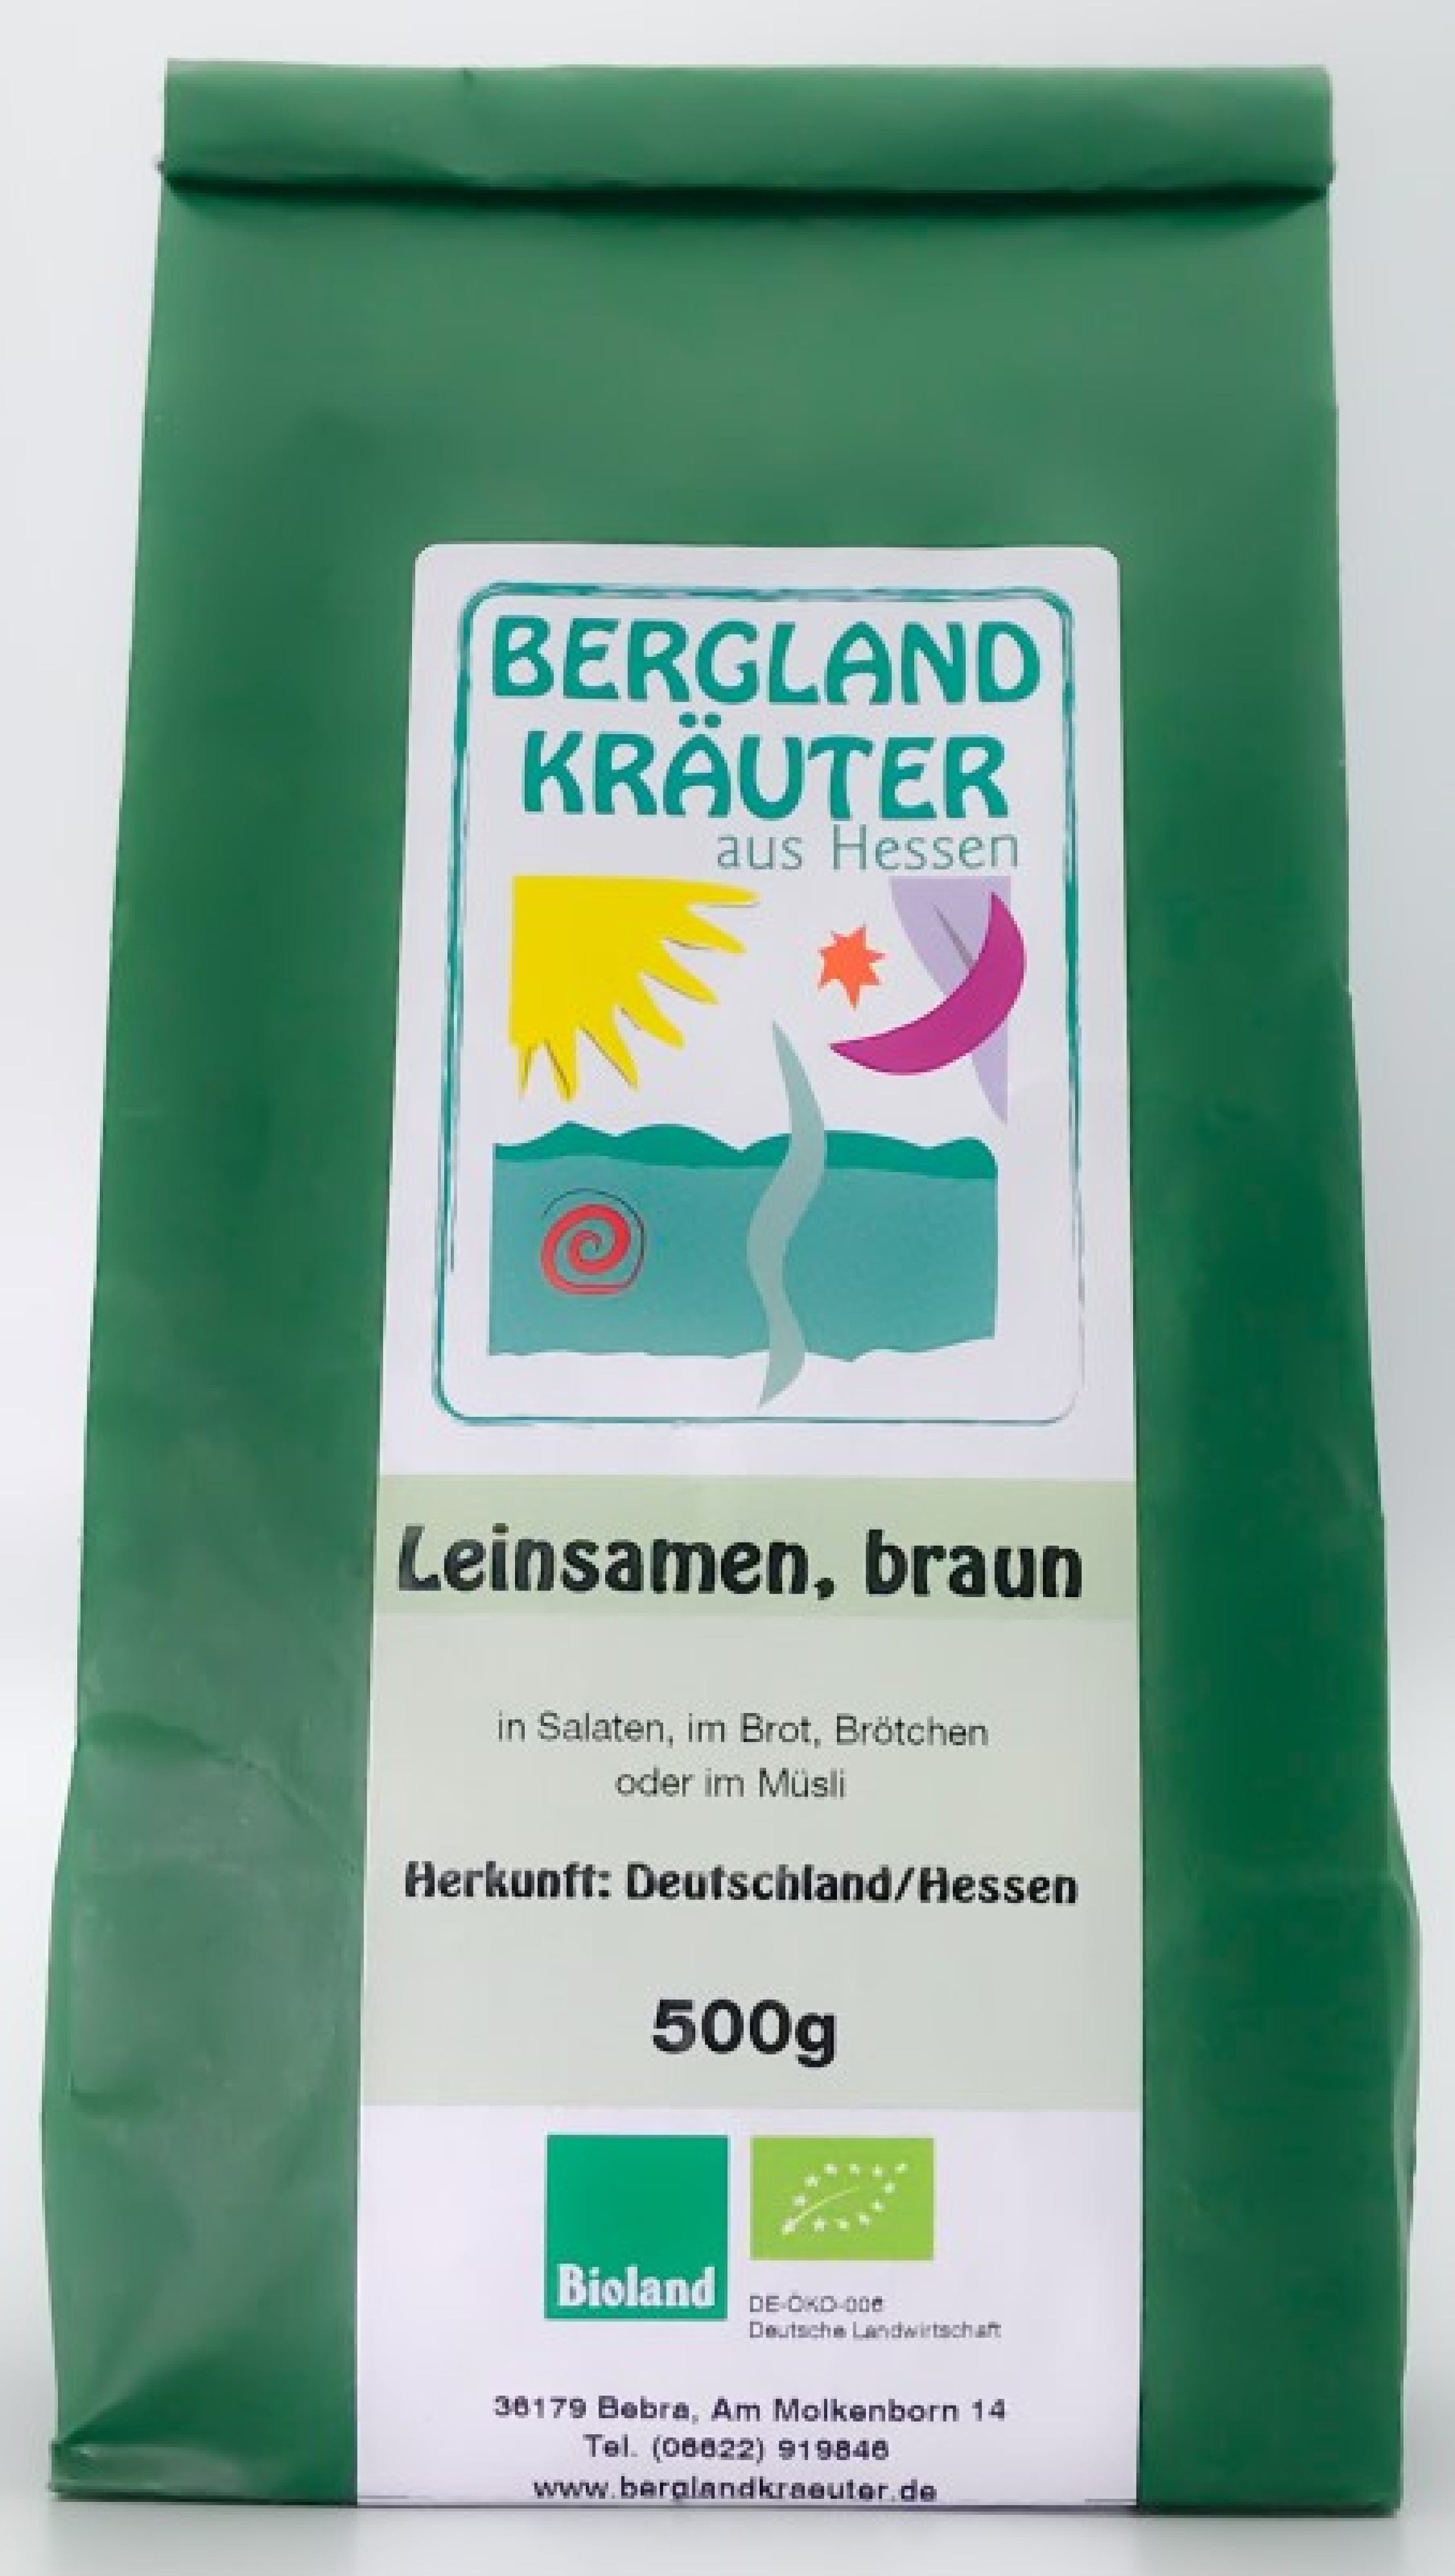 BERGLAND
KRÄUTER
aus Hessen
Leinsamen, braun
in Salaten, im Brot, Brötchen
oder im Müsli
Herkunft: Deutschland/Hessen
500g
Bioland
DE-ÖKO-006
Deutsche Landwirtschaft
36179 Bebra, Am Molkenborn 14
Tel. (06622) 919846
www.berglandkraeuter.de